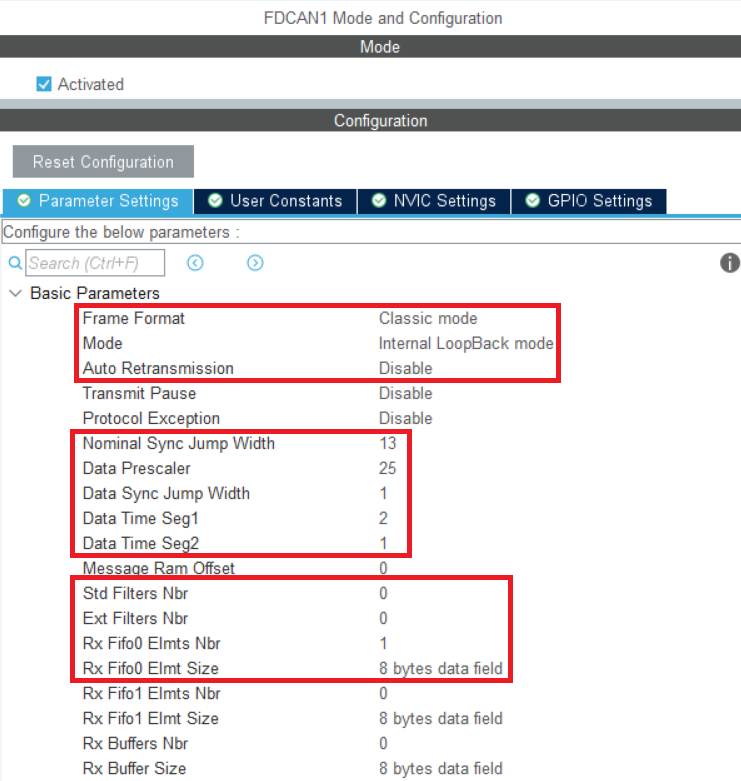 FDCAN1 Mode and Configuration
Mode
Activated
Configuration
Reset Configuration
Parameter Settings User Constants NVIC Settings GPIO Settings
Configure the below parameters :
Search (Ctrl+F)
Basic Parameters
Frame Format Classic mode
Mode Internal LoopBack mode
Auto Retransmission Disable
Transmit Pause Disable
Protocol Exception Disable
Nominal Sync Jump Width 13
Data Prescaler 25
Data Sync Jump Width 1
Data Time Seg1 2
Data Time Seg2 1
Message Ram Offset 0
Std Filters Nbr 0
Ext Filters Nbr 0
Rx Fifo0 Elmts Nbr 1
Rx Fifo0 Elmt Size 8 bytes data field
Rx Fifo1 Elmts Nbr 0
Rx Fifo1 Elmt Size 8 bytes data field
Rx Buffers Nbr 0
Rx Buffer Size 8 bytes data field